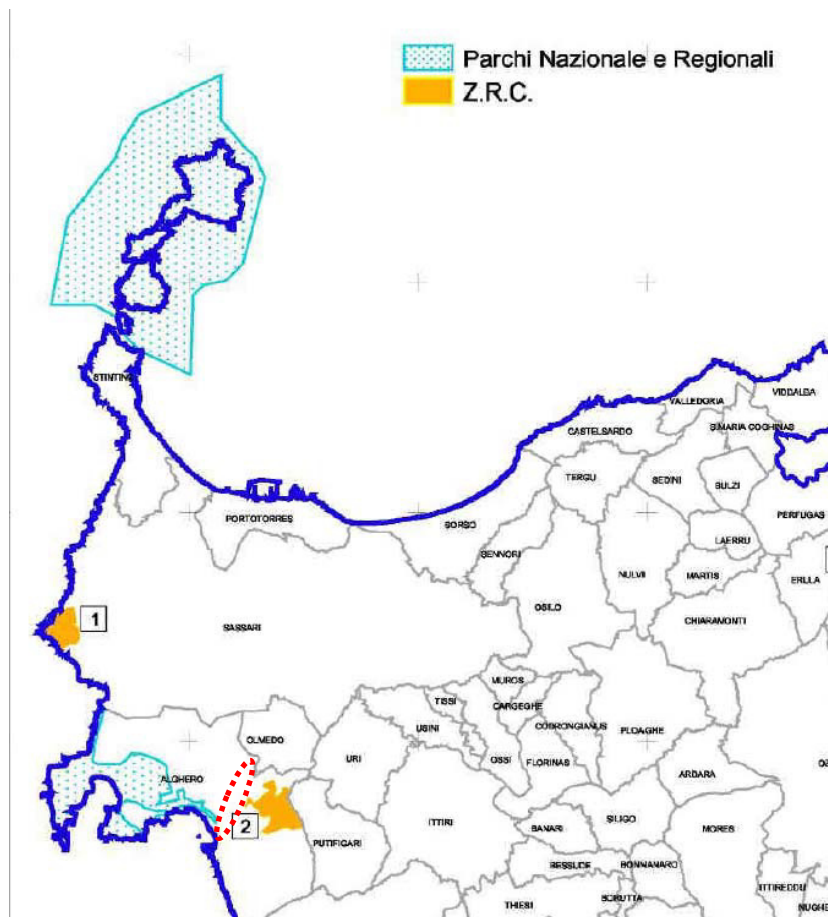 Parchi Nazionale e Regionali
Z.R.C.
STINTINO
VALLEDORIA
VIDDALBA
CASTELSARDO
S.MARIA COGHINAS
TERGU
SEDINI
BULZI
PORTOTORRES
SORSO
PERFUGAS
SENNORI
LAERRU
NULVI
MARTIS
ERULA
OSILO
1
SASSARI
CHIARAMONTI
MUROS
TISSI
CARGEGHE
USINI
CODRONGIANUS
PLOAGHE
OLMEDO
URI
OSSI
FLORINAS
ALGHERO
ARDARA
2
ITTIRI
BANARI
SILIGO
MORES
PUTIFIGARI
BESSUDE
BONNANARO
ITTIREDDU
THIESI
BORUTTA